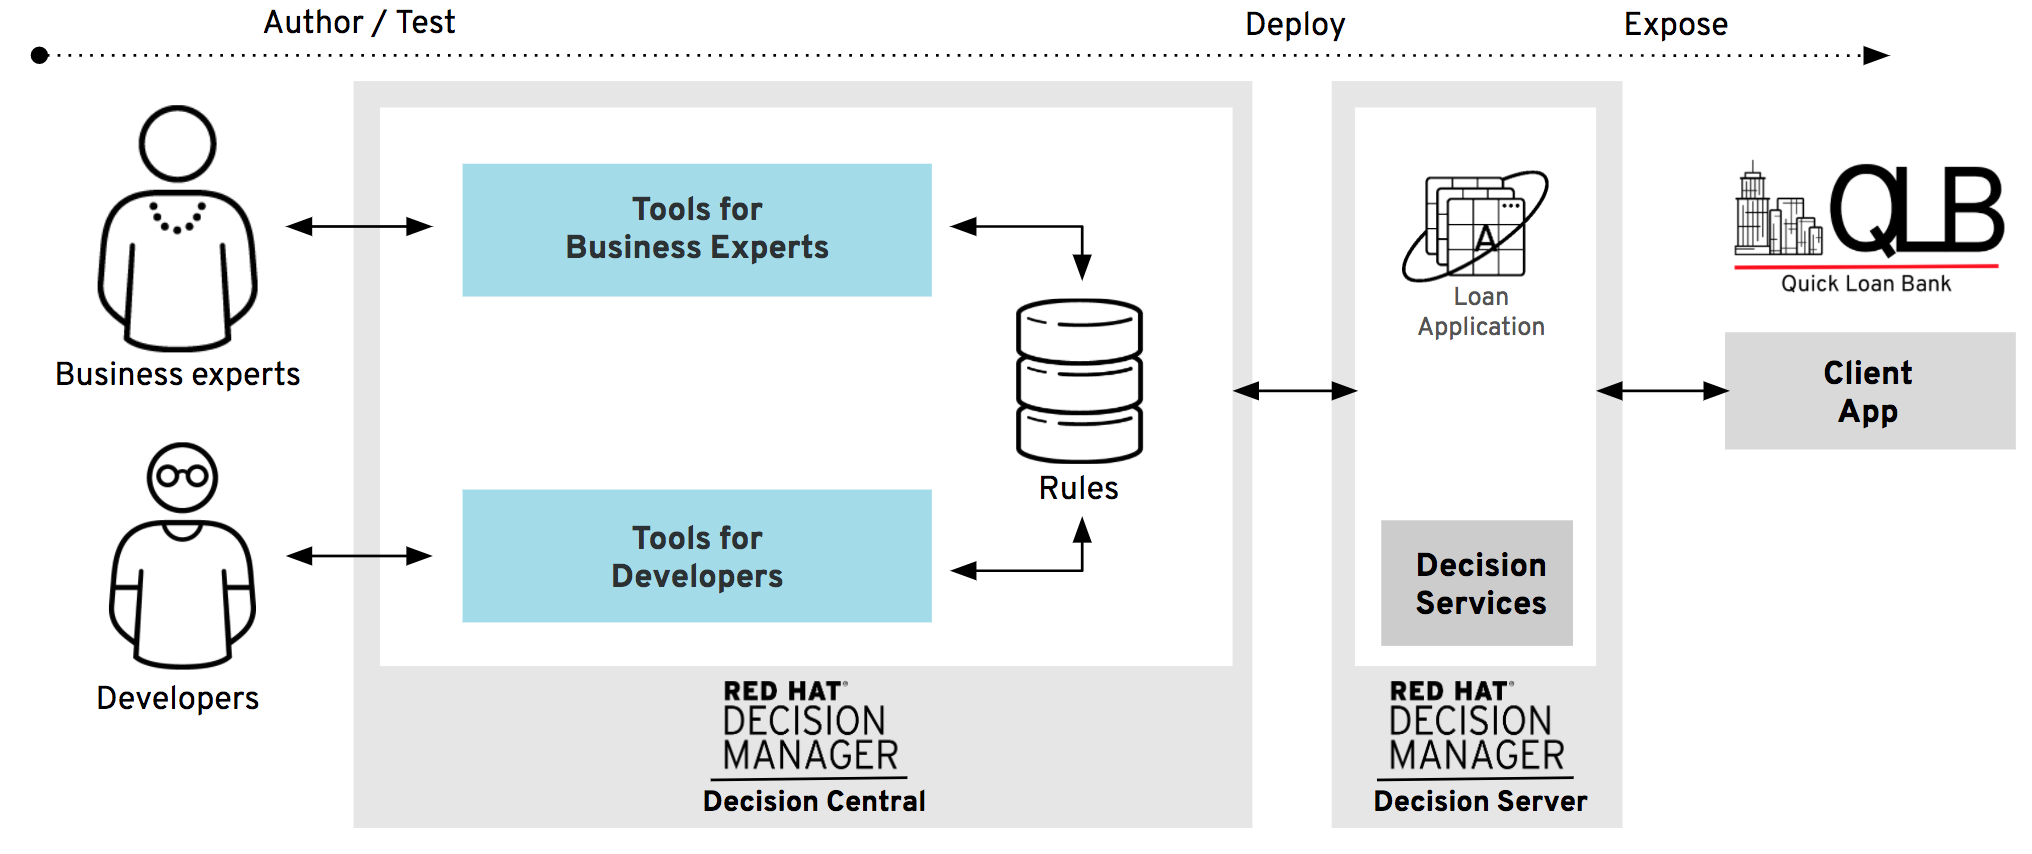 Author / Test
Deploy
Expose
Business experts
Developers
Tools for
Business Experts
Tools for
Developers
Rules
RED HAT®
DECISION
MANAGER
Decision Central
A
Loan
Application
Decision
Services
RED HAT®
DECISION
MANAGER
Decision Server
QLB
Quick Loan Bank
Client
App